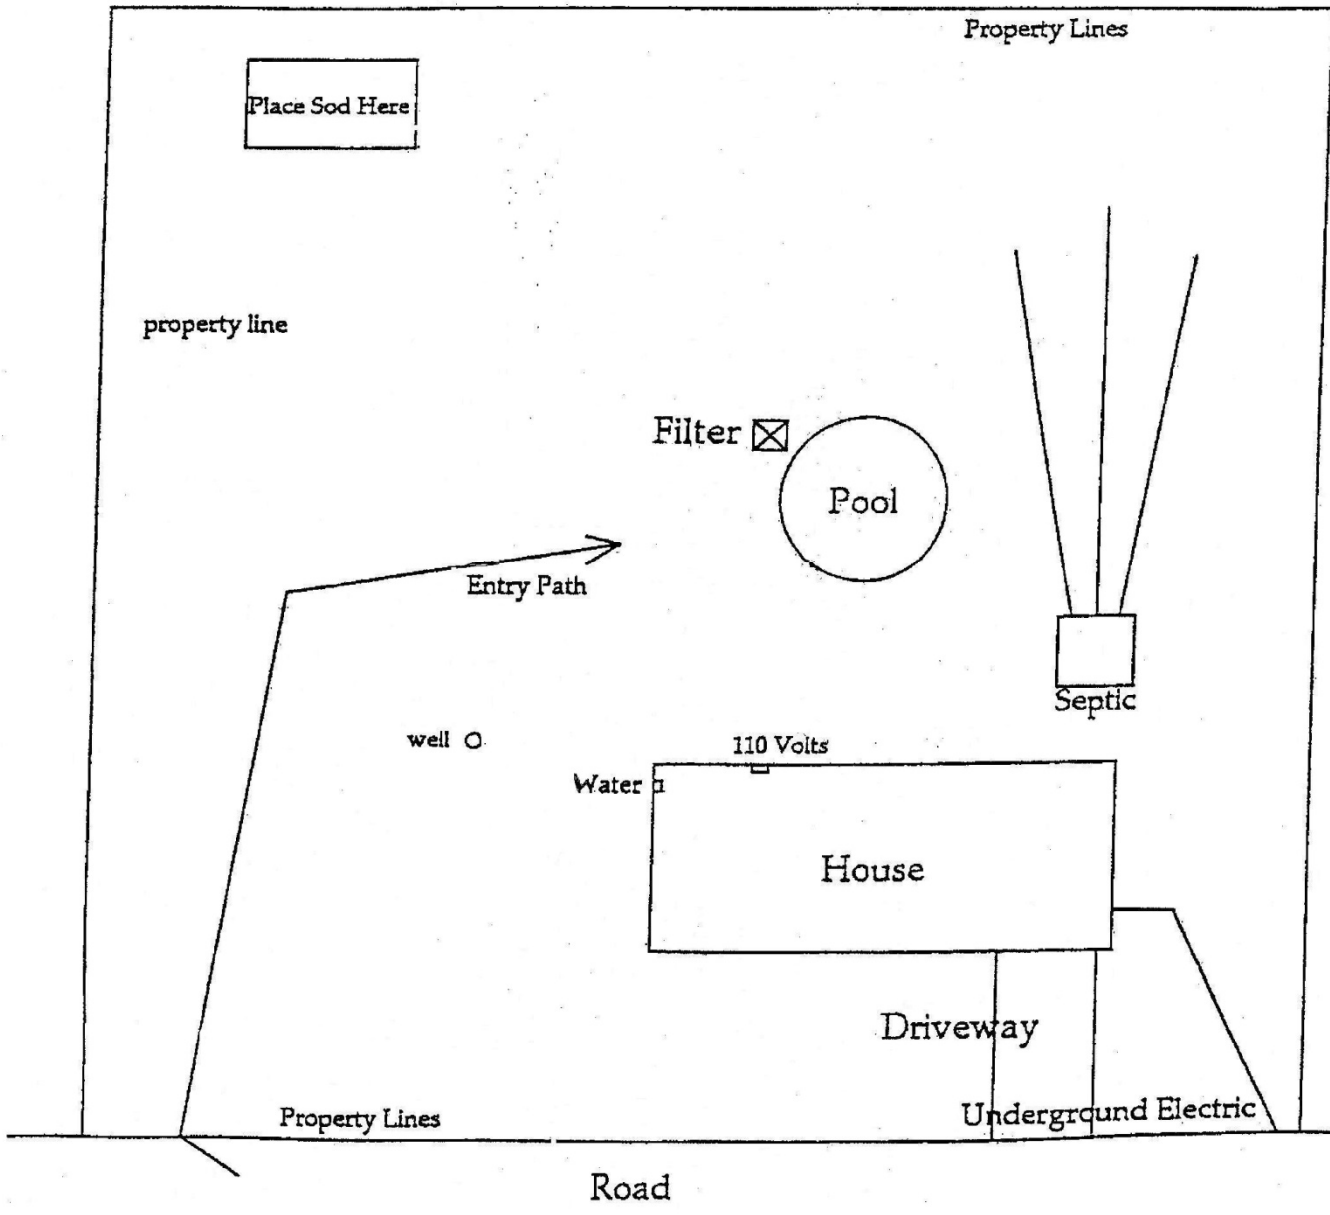 Property Lines
Place Sod Here
property line
Filter
Pool
Entry Path
Septic
well
110 Volts
Water
House
Driveway
Underground Electric
Property Lines
Road